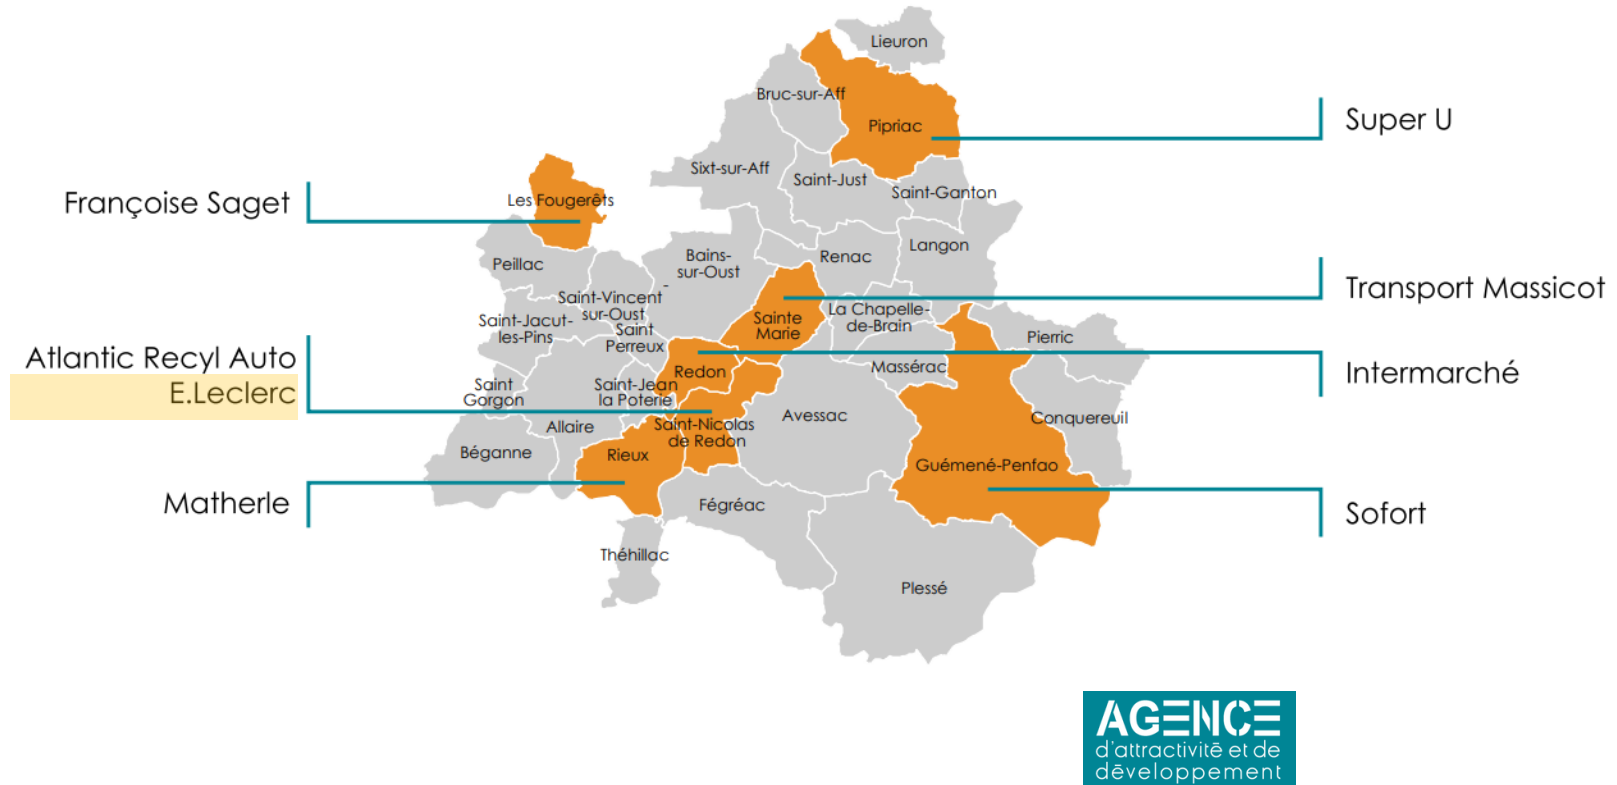 Lieuron
Bruc-sur-Aff
Super U
Pipriac
Sixt-sur-Aff
Saint-Just
Saint-Ganton
Françoise Saget
Les Fougerêts
Langon
Renac
Bains-
sur-Oust
Peillac
Transport Massicot
Saint-Vincent-
sur-Oust
La Chapelle-
de-Brain
Sainte
Marie
Saint-Jacut-
les-Pins
Saint
Perreux
Pierric
Atlantic Recyl Auto
E.Leclerc
Massérac
Redon
Intermarché
Saint
Gorgon
Saint-Jean
la Poterie
Avessac
Conquereuil
Allaire
Saint-Nicolas
de Redon
Béganne
Rieux
Guémené-Penfao
Matherle
Fégréac
Sofort
Théhillac
Plessé
AGENCE
d'attractivité et de
développement